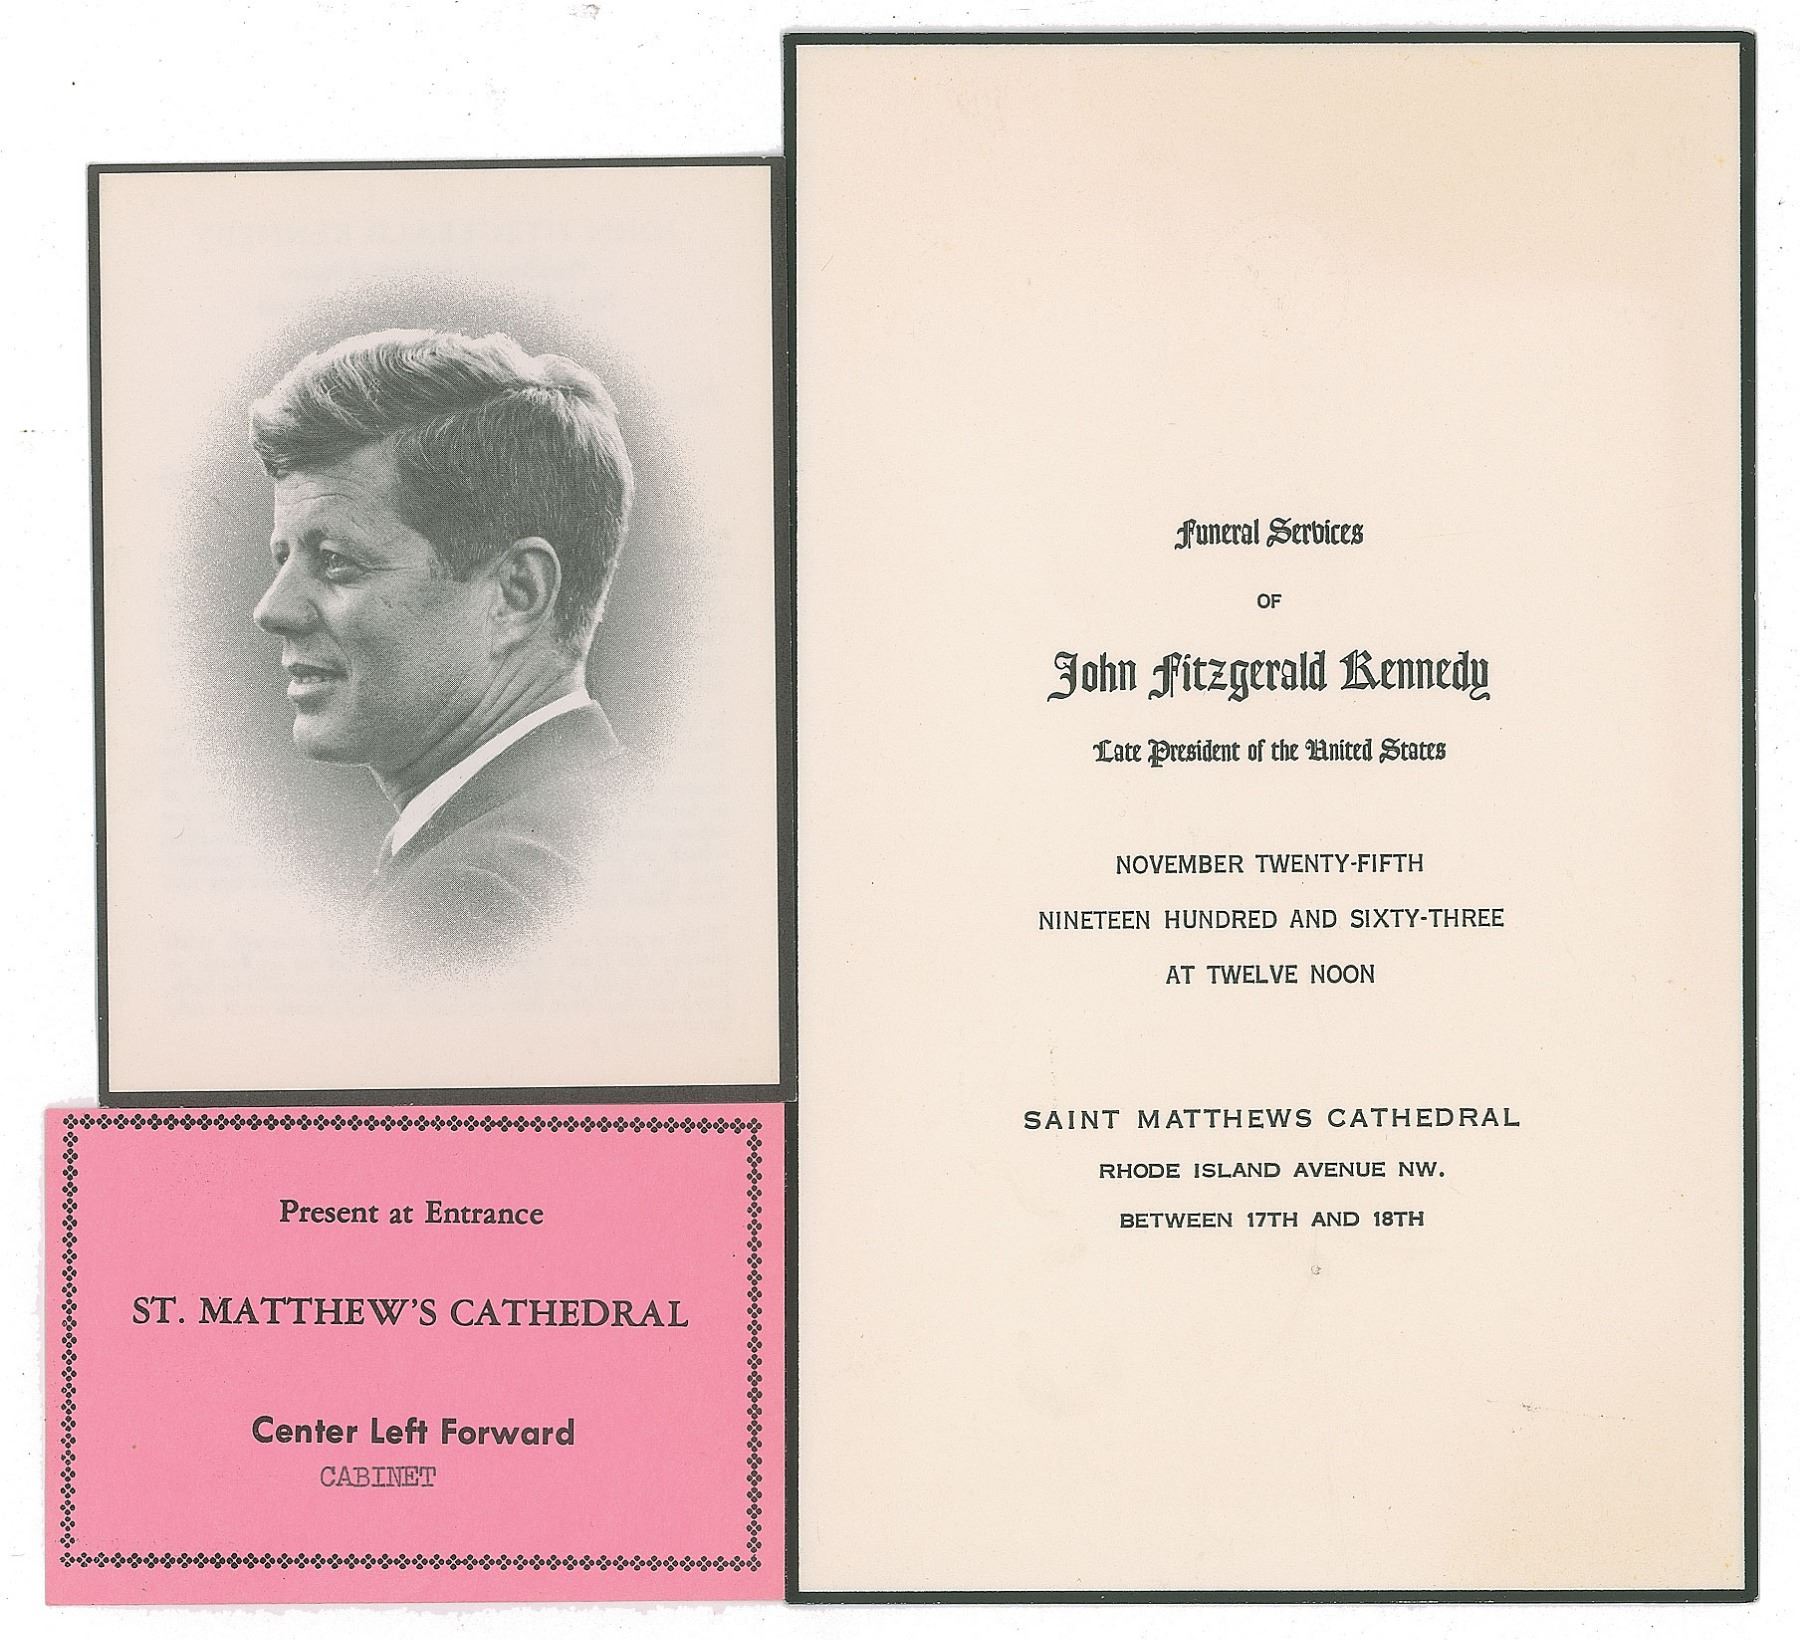 Funeral Services
OF
John Fitzgerald Kennedy
Late President of the United States
NOVEMBER TWENTY-FIFTH
NINETEEN HUNDRED AND SIXTY-THREE
AT TWELVE NOON
SAINT MATTHEWS CATHEDRAL
RHODE ISLAND AVENUE NW.
BETWEEN 17TH AND 18TH
Present at Entrance
ST. MATTHEW'S CATHEDRAL
Center Left Forward
CABINET